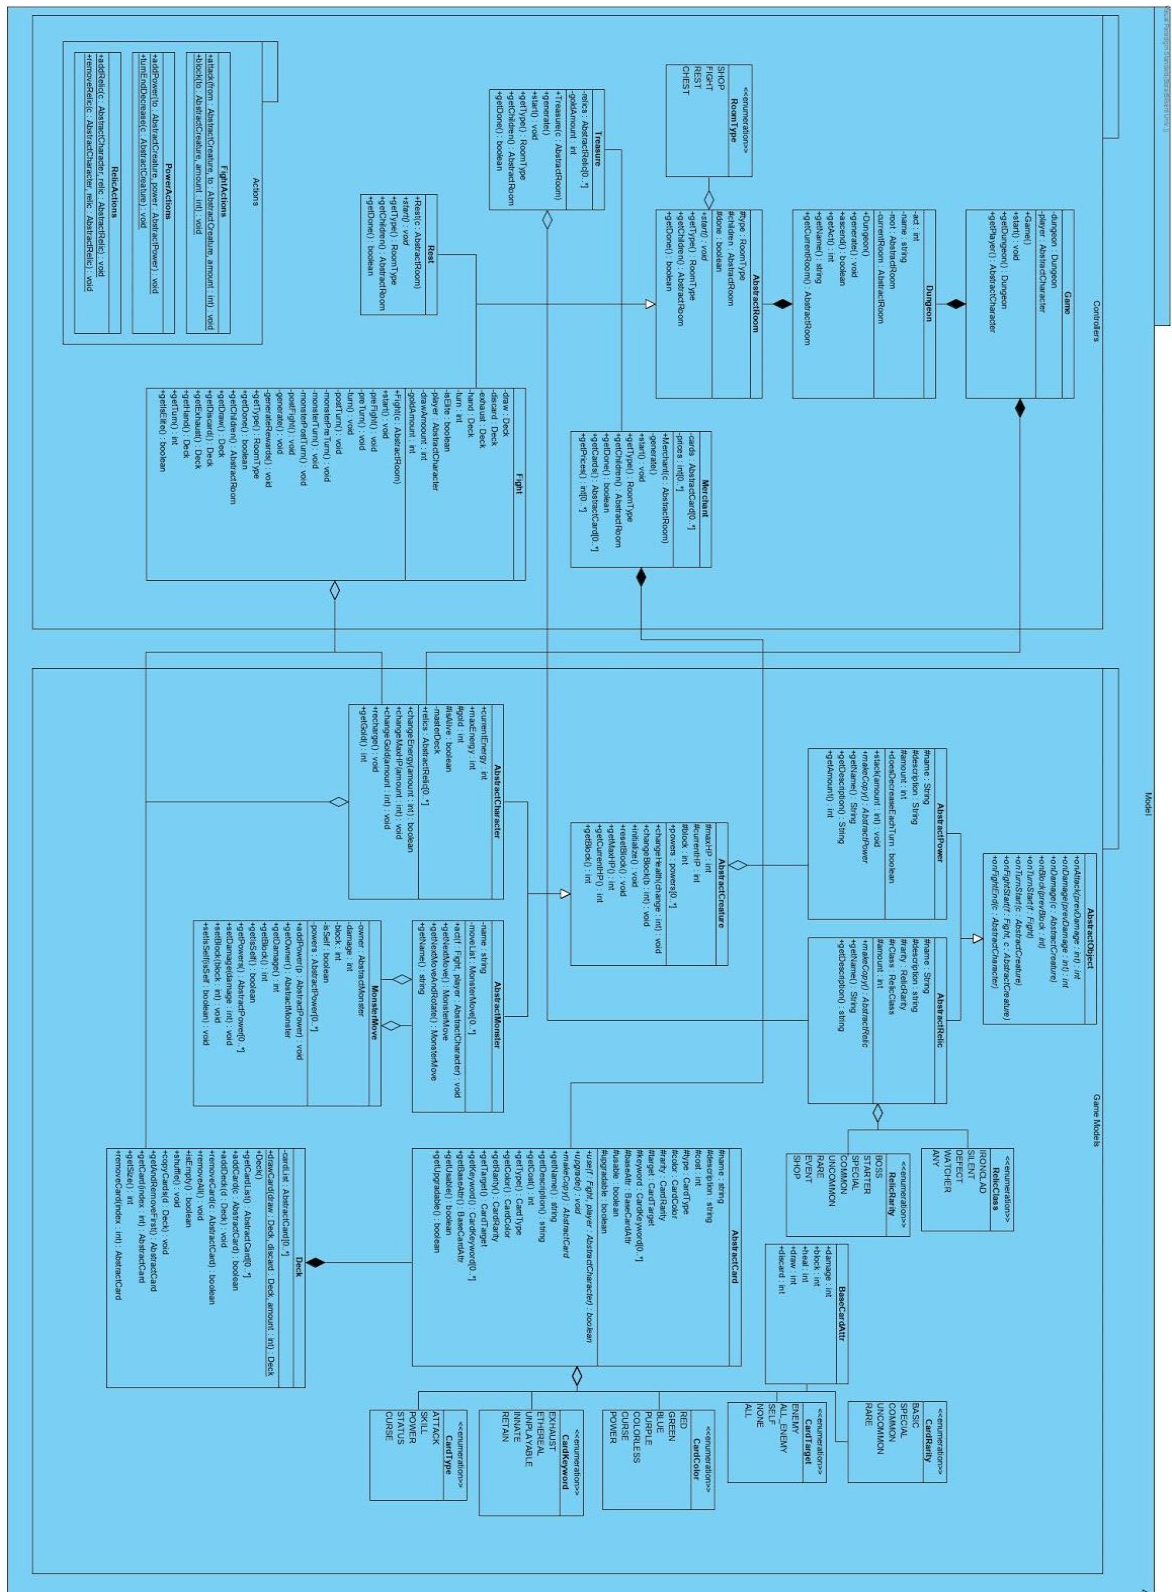 Model
Controllers
Game
-dungeon : Dungeon
-player : AbstractCharacter
+Game()
+start() : void
+getDungeon() : Dungeon
+getPlayer() : AbstractCharacter
Dungeon
-act : int
-name : string
-root : AbstractRoom
-currentRoom : AbstractRoom
+Dungeon()
+generate() : void
+ascend() : boolean
+getAct() : int
+getName() : string
+getCurrentRoom() : AbstractRoom
<<enumeration>>
RoomType
SHOP
FIGHT
REST
CHEST
AbstractRoom
#type : RoomType
#children : AbstractRoom
#done : boolean
+start() : void
+getType() : RoomType
+getChildren() : AbstractRoom
+getDone() : boolean
Treasure
-relics : AbstractRelic[0..*]
-goldAmount : int
+Treasure(c : AbstractRoom)
+generate()
+start() : void
+getType() : RoomType
+getChildren() : AbstractRoom
+getDone() : boolean
Rest
+Rest(c : AbstractRoom)
+start() : void
+getType() : RoomType
+getChildren() : AbstractRoom
+getDone() : boolean
Merchant
-cards : AbstractCard[0..*]
-prices : int[0..*]
+Merchant(c : AbstractRoom)
-generate()
+start() : void
+getType() : RoomType
+getChildren() : AbstractRoom
+getDone() : boolean
+getCards() : AbstractCard[0..*]
+getPrices() : int[0..*]
Fight
-draw : Deck
-discard : Deck
-exhaust : Deck
-hand : Deck
-turn : int
-isElite : boolean
-player : AbstractCharacter
-drawAmount : int
-goldAmount : int
+Fight(c : AbstractRoom)
+start() : void
-preFight() : void
-preTurn() : void
-turn() : void
-postTurn() : void
-monsterPreTurn() : void
-monsterTurn() : void
-monsterPostTurn() : void
-postFight() : void
-generate() : void
-generateRewards() : void
+getType() : RoomType
+getDone() : boolean
+getChildren() : AbstractRoom
+getDraw() : Deck
+getDiscard() : Deck
+getExhaust() : Deck
+getHand() : Deck
+getTurn() : int
+getIsElite() : boolean
Actions
FightActions
+attack(from : AbstractCreature, to : AbstractCreature, amount : int) : void
+block(to : AbstractCreature, amount : int) : void
PowerActions
+addPower(to : AbstractCreature, power : AbstractPower) : void
+turnEndDecrease(c : AbstractCreature) : void
RelicActions
+addRelic(c : AbstractCharacter, relic : AbstractRelic) : void
+removeRelic(c : AbstractCharacter, relic : AbstractRelic) : void
Game Models
AbstractObject
+onAttack(prevDamage : int) : int
+onDamage(prevDamage : int) : int
+onDamage(c : AbstractCreature)
+onBlock(prevBlock : int)
+onTurnStart(f : Fight)
+onTurnStart(c : AbstractCreature)
+onFightStart(f : Fight, c : AbstractCreature)
+onFightEnd(c : AbstractCharacter)
AbstractPower
#name : String
#description : String
#amount : int
+doesDecreaseEachTurn : boolean
+stack(amount : int) : void
+makeCopy() : AbstractPower
+getName() : String
+getDescription() : String
+getAmount() : int
AbstractRelic
#name : String
#description : string
#rarity : RelicRarity
#rClass : RelicClass
#amount : int
+makeCopy() : AbstractRelic
+getName() : String
+getDescription() : string
<<enumeration>>
RelicClass
IRONCLAD
SILENT
DEFECT
WATCHER
ANY
<<enumeration>>
RelicRarity
BOSS
STARTER
SPECIAL
COMMON
UNCOMMON
RARE
EVENT
SHOP
AbstractCreature
#maxHP : int
#currentHP : int
#block : int
+powers : powers[0..*]
+changeHealth(change : int) : void
+changeBlock(b : int) : void
+initialize() : void
+resetBlock() : void
+getMaxHP() : int
+getCurrentHP() : int
+getBlock() : int
AbstractCharacter
+currentEnergy : int
+maxEnergy : int
#gold : int
#isAlive : boolean
-masterDeck
+relics : AbstractRelic[0..*]
+changeEnergy(amount : int) : boolean
+changeMaxHP(amount : int) : void
+changeGold(amount : int) : void
+recharge() : void
+getGold() : int
AbstractMonster
-name : string
-moveList : MonsterMove[0..*]
+act(f : Fight, player : AbstractCharacter) : void
+getNextMove() : MonsterMove
+getNextMoveAndRotate() : MonsterMove
+getName() : string
MonsterMove
-owner : AbstractMonster
-damage : int
-block : int
-isSelf : boolean
-powers : AbstractPower[0..*]
+addPower(p : AbstractPower) : void
+getOwner() : AbstractMonster
+getDamage() : int
+getBlock() : int
+getIsSelf() : boolean
+getPowers() : AbstractPower[0..*]
+setDamage(damage : int) : void
+setBlock(block : int) : void
+setIsSelf(isSelf : boolean) : void
BaseCardAttr
+damage : int
+block : int
+heal : int
+draw : int
+discard : int
AbstractCard
#name : string
#description : string
#cost : int
#type : CardType
#color : CardColor
#rarity : CardRarity
#target : CardTarget
#keyword : CardKeyword[0..*]
#baseAttr : BaseCardAttr
#usable : boolean
#upgradable : boolean
+use(f : Fight, player : AbstractCharacter) : boolean
+upgrade() : void
+makeCopy() : AbstractCard
+getName() : string
+getDescription() : string
+getCost() : int
+getType() : CardType
+getColor() : CardColor
+getRarity() : CardRarity
+getTarget() : CardTarget
+getKeyword() : CardKeyword[0..*]
+getBaseAttr() : BaseCardAttr
+getUsable() : boolean
+getUpgradable() : boolean
Deck
-cardList : AbstractCard[0..*]
+drawCard(draw : Deck, discard : Deck, amount : int) : Deck
+Deck()
+getCardList() : AbstractCard[0..*]
+addCard(c : AbstractCard) : boolean
+addDeck(d : Deck) : void
+removeCard(c : AbstractCard) : boolean
+removeAll() : void
+isEmpty() : boolean
+shuffle() : void
+copyCards(d : Deck) : void
+getAndRemoveFirst() : AbstractCard
+getCard(index : int) : AbstractCard
+getSize() : int
+removeCard(index : int) : AbstractCard
<<enumeration>>
CardRarity
BASIC
SPECIAL
COMMON
UNCOMMON
RARE
<<enumeration>>
CardTarget
ENEMY
ALL_ENEMY
SELF
NONE
ALL
<<enumeration>>
CardColor
RED
GREEN
BLUE
PURPLE
COLORLESS
CURSE
POWER
<<enumeration>>
CardKeyword
EXHAUST
ETHEREAL
UNPLAYABLE
INNATE
RETAIN
<<enumeration>>
CardType
ATTACK
SKILL
POWER
STATUS
CURSE